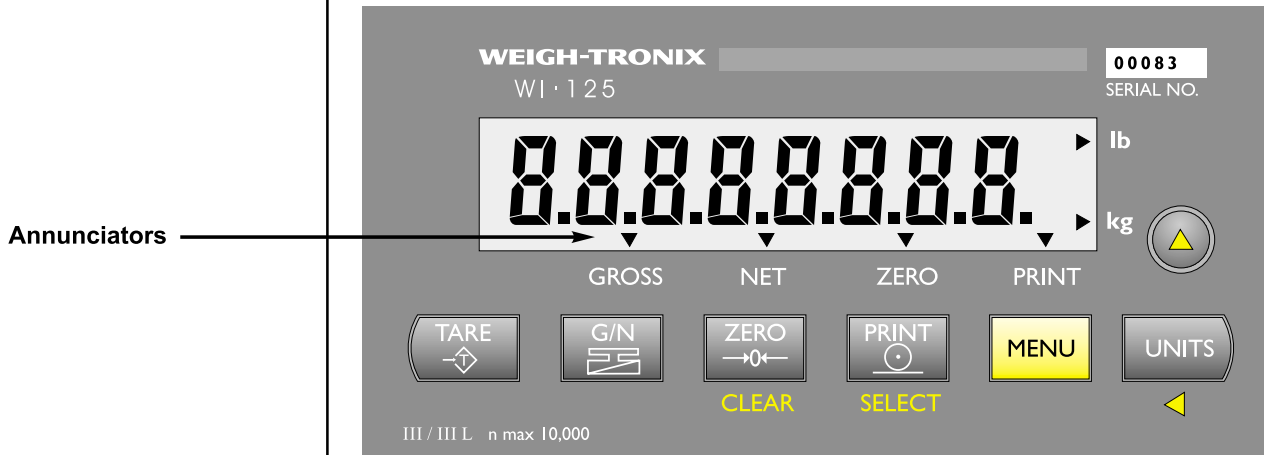 WEIGH-TRONIX
00083
WI·125
SERIAL NO.
8.8.8.8.8.8.8.8.
lb
kg
Annunciators
GROSS NET ZERO PRINT
TARE G/N ZERO PRINT MENU UNITS
T
0
CLEAR SELECT
III / III L n max 10,000